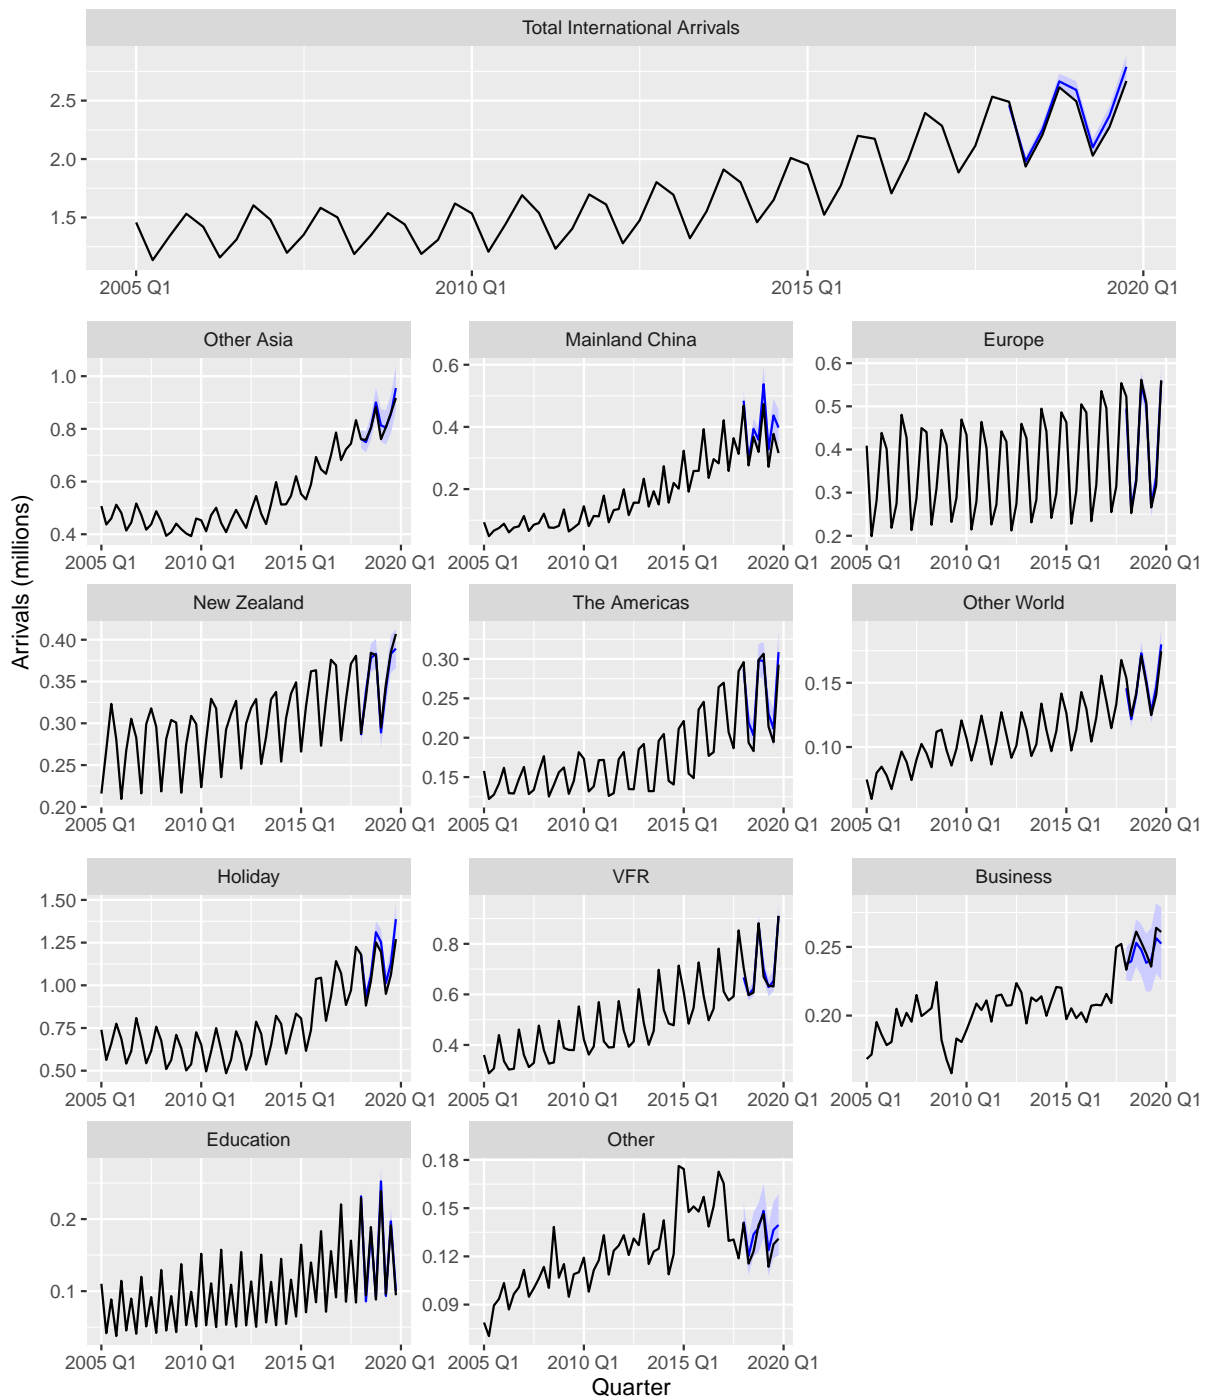 Total International Arrivals
2.5
2.0
1.5
2005 Q1 2010 Q1 2015 Q1 2020 Q1
Arrivals (millions)
Other Asia Mainland China Europe
1.0
0.8
0.6
0.4
2005 Q1 2010 Q1 2015 Q1 2020 Q1
0.6
0.4
0.2
2005 Q1 2010 Q1 2015 Q1 2020 Q1
0.6
0.5
0.4
0.3
0.2
2005 Q1 2010 Q1 2015 Q1 2020 Q1
New Zealand The Americas Other World
0.40
0.35
0.30
0.25
0.20
2005 Q1 2010 Q1 2015 Q1 2020 Q1
0.30
0.25
0.20
0.15
2005 Q1 2010 Q1 2015 Q1 2020 Q1
0.15
0.10
2005 Q1 2010 Q1 2015 Q1 2020 Q1
Holiday VFR Business
1.50
1.25
1.00
0.75
0.50
2005 Q1 2010 Q1 2015 Q1 2020 Q1
0.8
0.6
0.4
2005 Q1 2010 Q1 2015 Q1 2020 Q1
0.25
0.20
2005 Q1 2010 Q1 2015 Q1 2020 Q1
Education Other
0.2
0.1
2005 Q1 2010 Q1 2015 Q1 2020 Q1
0.18
0.15
0.12
0.09
2005 Q1 2010 Q1 2015 Q1 2020 Q1
Quarter